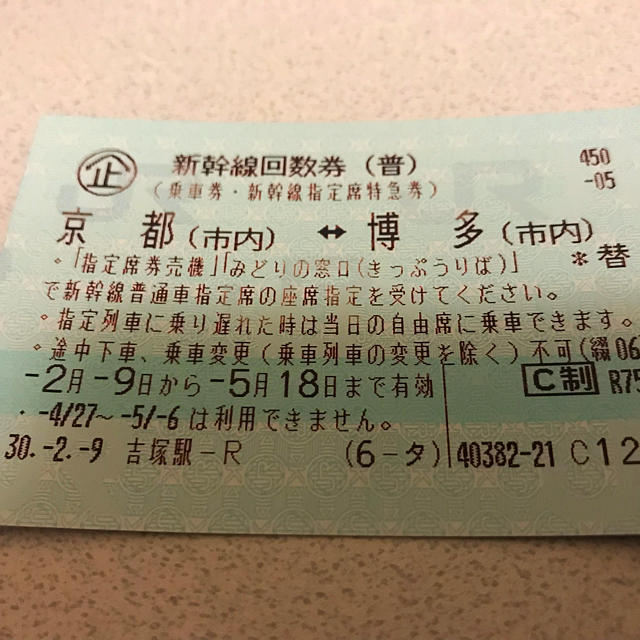 企 新幹線回数券(普) 450
(乗車券・新幹線指定席特急券) -05
京都(市内) ↔ 博多(市内)
・「指定席券売機」「みどりの窓口(きっぷうりば)」 *替
で新幹線普通車指定席の座席指定を受けてください。
・指定列車に乗り遅れた時は当日の自由席に乗車できます。
・途中下車、乗車変更(乗車列車の変更を除く)不可(綴06
-2月-9日から-5月18日まで有効 C制 R75
・-4/27~-5/-6は利用できません。
30.-2.-9 吉塚駅-R (6-タ) 40382-21 C12